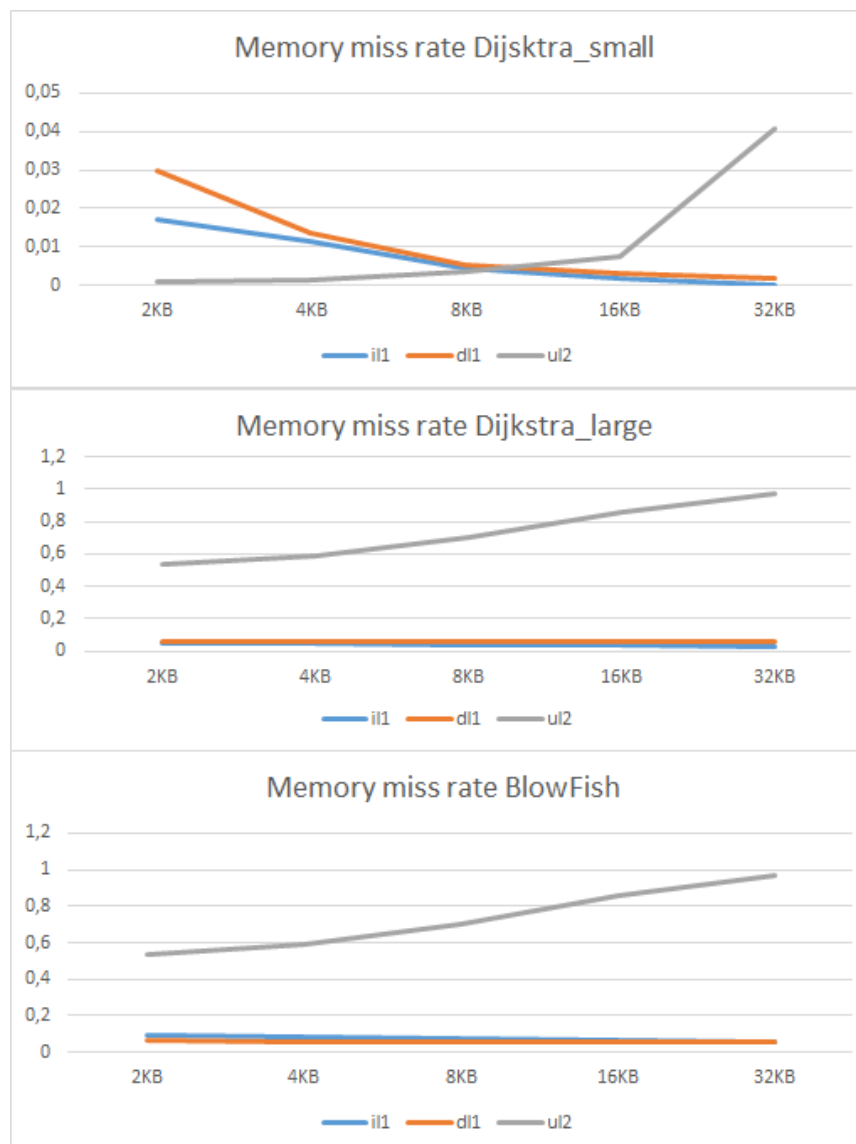 Memory miss rate Dijsktra_small
0,05
0,04
0,03
0,02
0,01
0
2KB 4KB 8KB 16KB 32KB
il1 dl1 ul2
Memory miss rate Dijkstra_large
1,2
1
0,8
0,6
0,4
0,2
0
2KB 4KB 8KB 16KB 32KB
il1 dl1 ul2
Memory miss rate BlowFish
1,2
1
0,8
0,6
0,4
0,2
0
2KB 4KB 8KB 16KB 32KB
il1 dl1 ul2